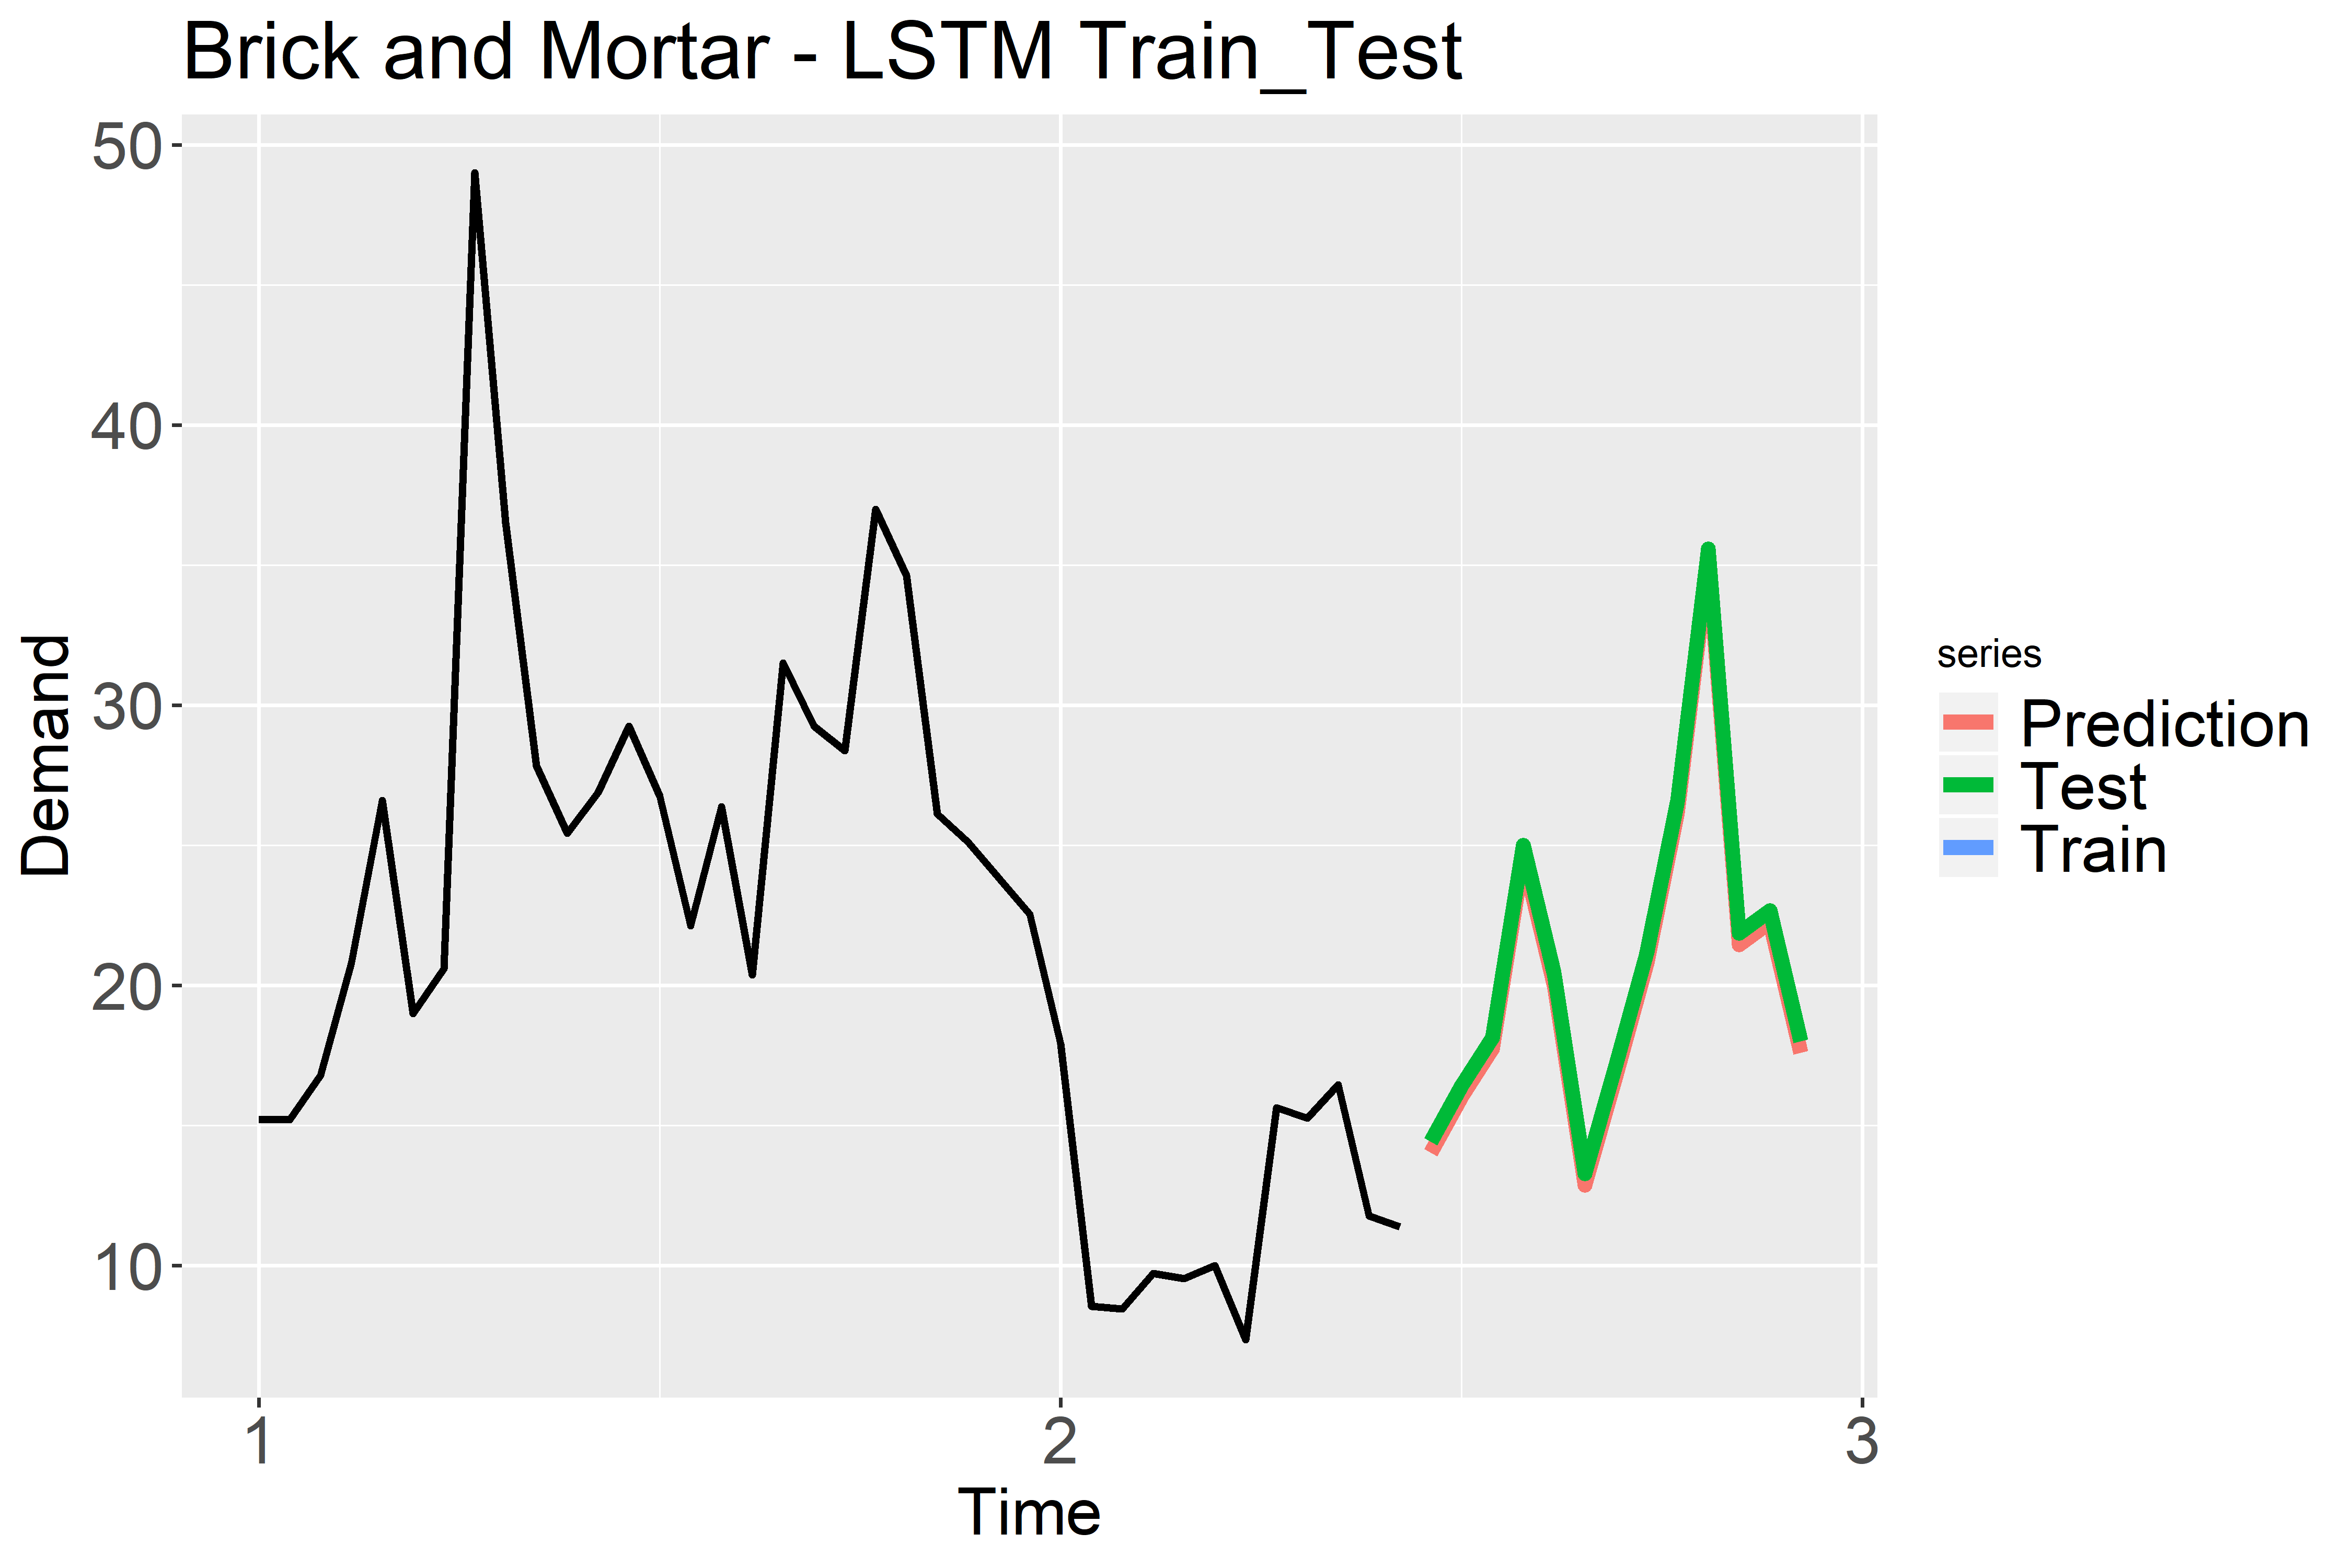 Brick and Mortar - LSTM Train_Test
50
40
30
20
10
Demand
1
2
3
Time
series
Prediction
Test
Train